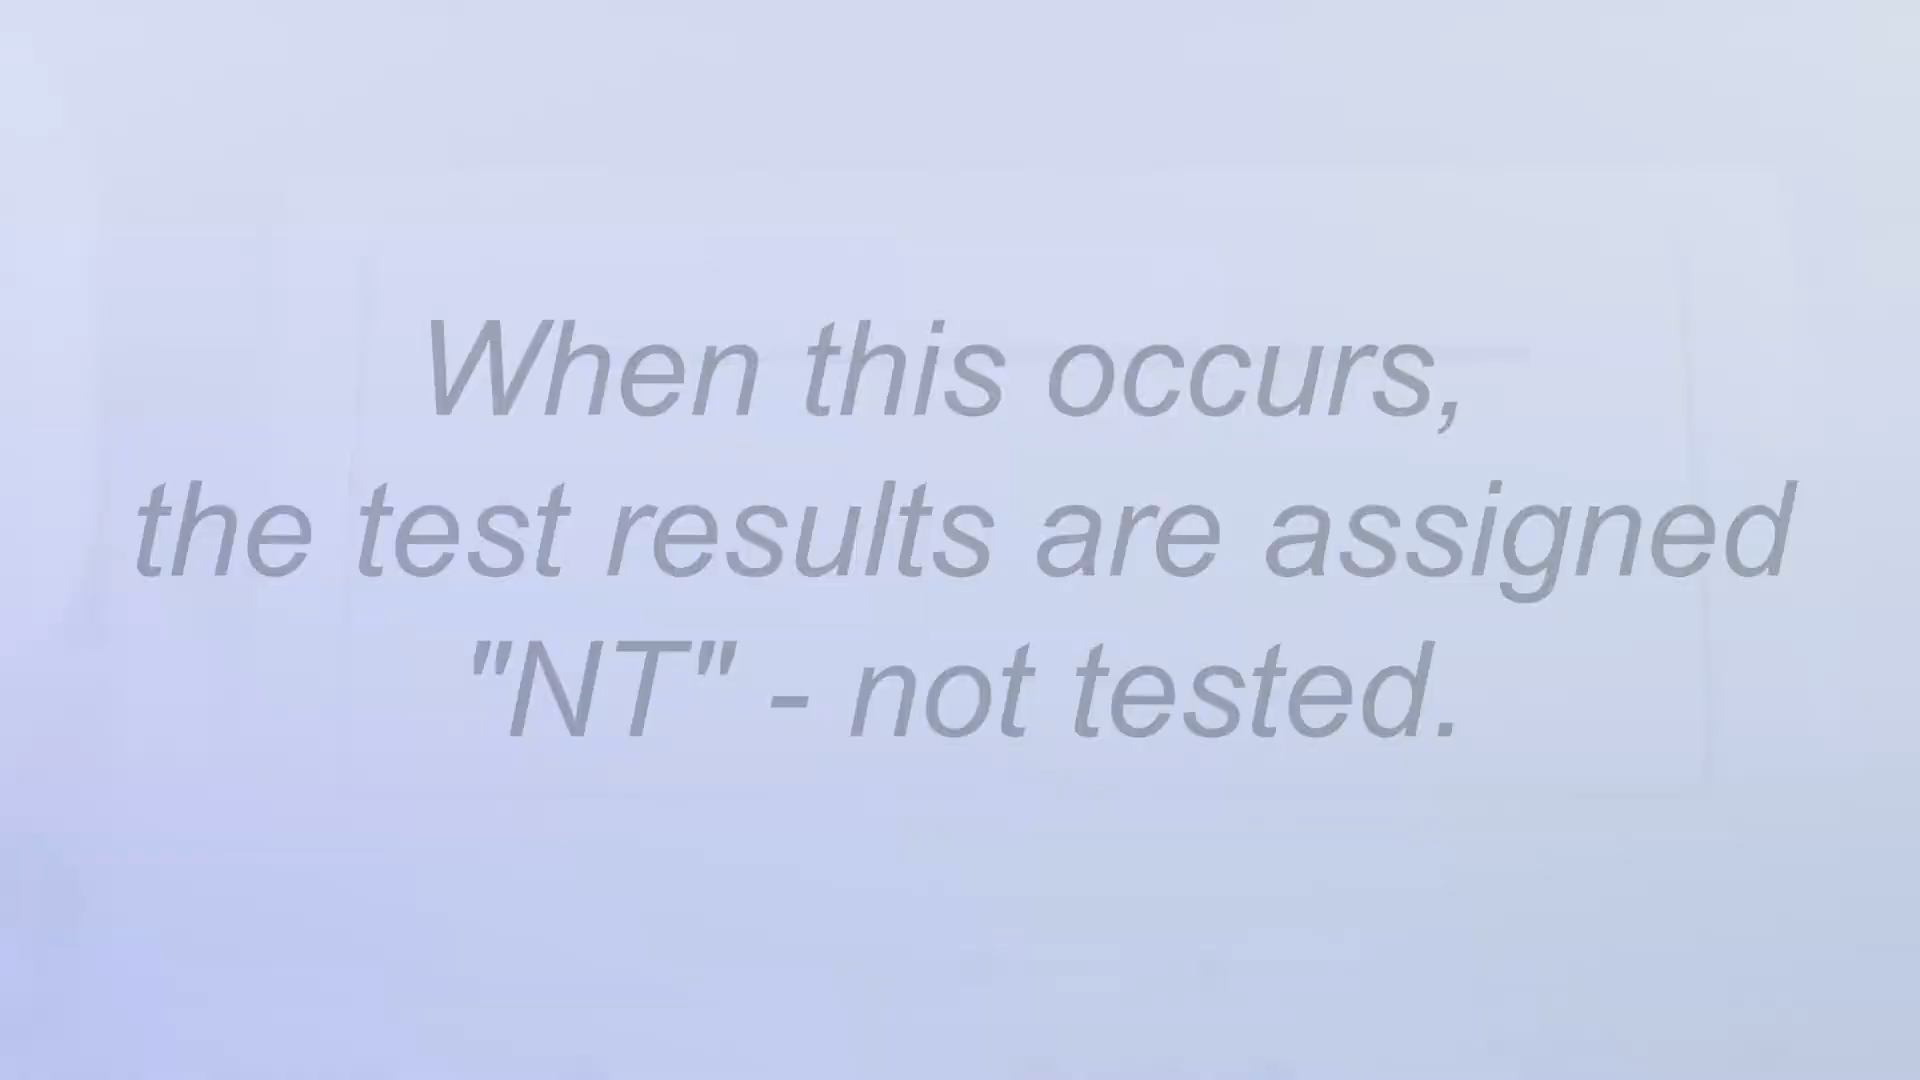 When this occurs,
the test results are assigned
"NT" - not tested.